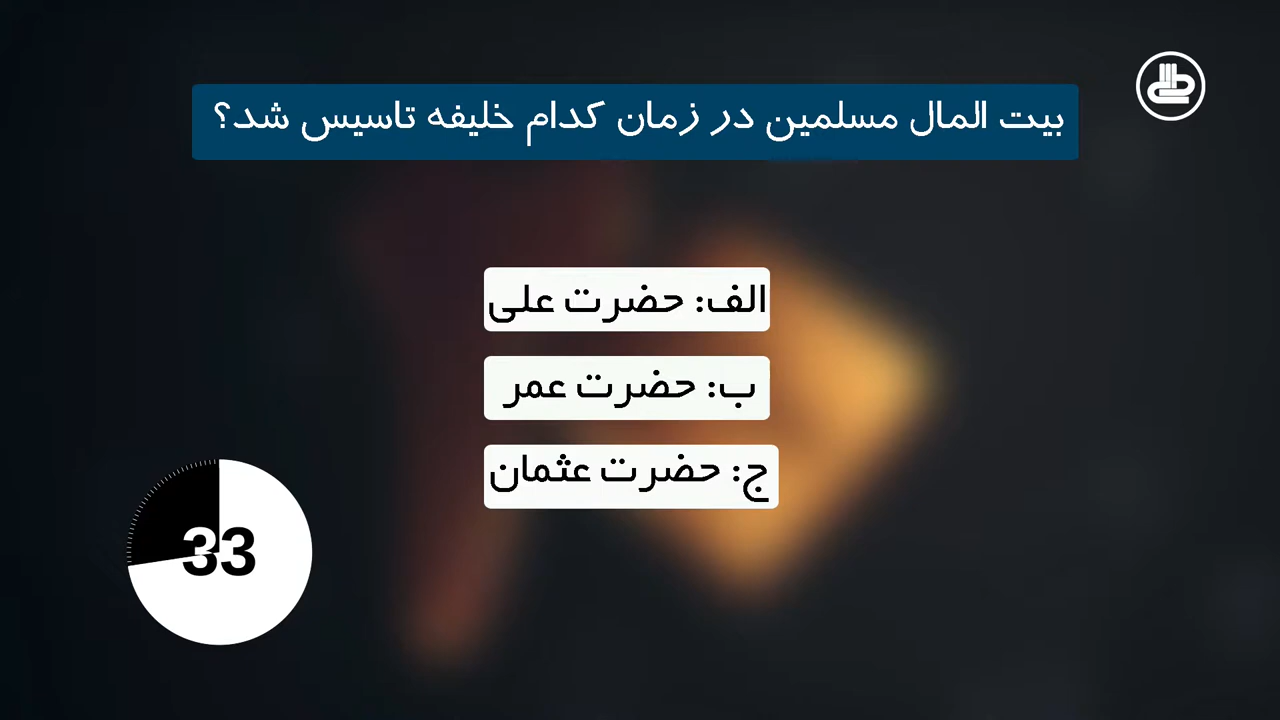 بیت المال مسلمین در زمان کدام خلیفه تاسیس شد؟
الف: حضرت علی
ب: حضرت عمر
ج: حضرت عثمان
33